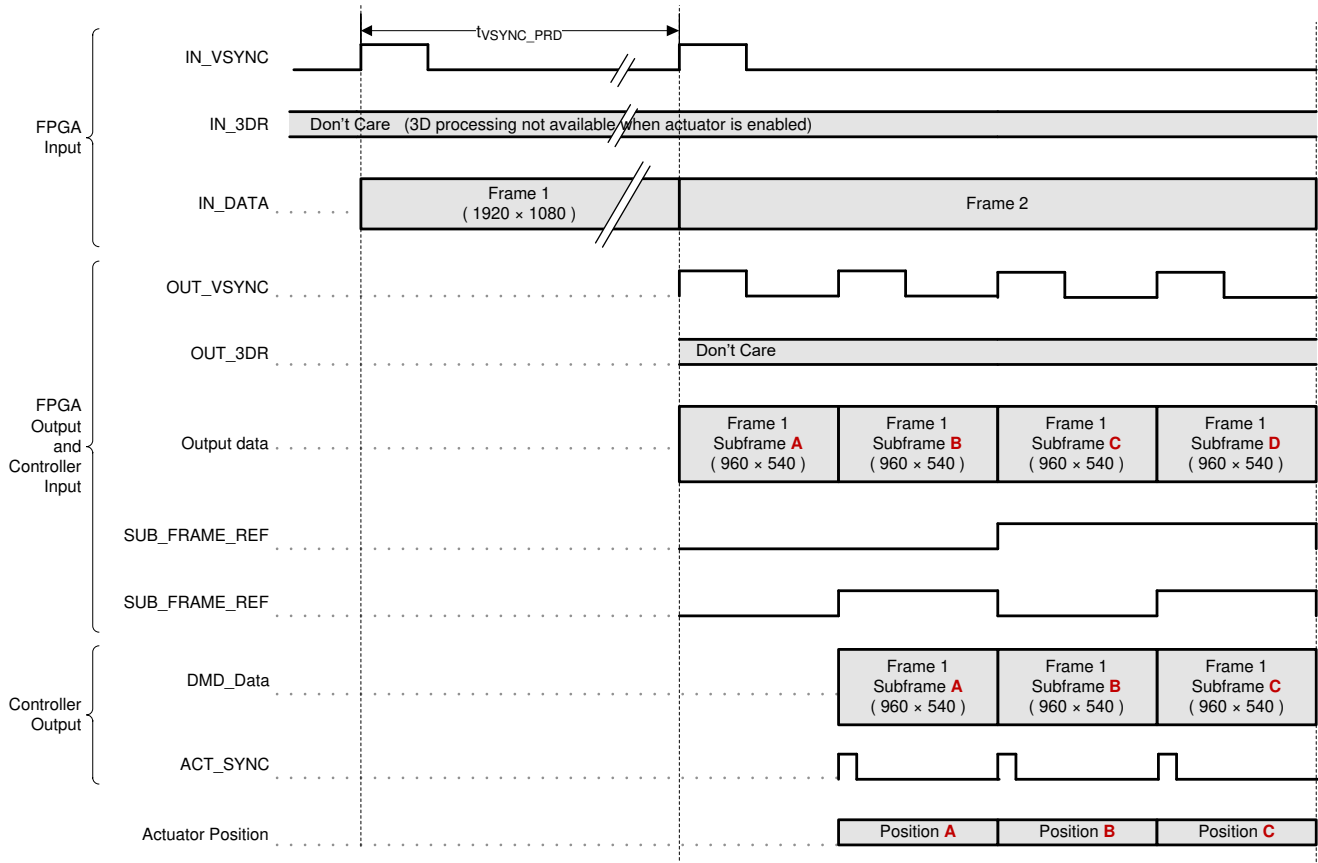 tVSYNC_PRD
IN_VSYNC
FPGA
Input
IN_3DR
Don't Care (3D processing not available when actuator is enabled)
IN_DATA
Frame 1
( 1920 × 1080 )
Frame 2
OUT_VSYNC
OUT_3DR
Don't Care
FPGA
Output
and
Controller
Input
Output data
Frame 1
Subframe A
( 960 × 540 )
Frame 1
Subframe B
( 960 × 540 )
Frame 1
Subframe C
( 960 × 540 )
Frame 1
Subframe D
( 960 × 540 )
SUB_FRAME_REF
SUB_FRAME_REF
Controller
Output
DMD_Data
Frame 1
Subframe A
( 960 × 540 )
Frame 1
Subframe B
( 960 × 540 )
Frame 1
Subframe C
( 960 × 540 )
ACT_SYNC
Actuator Position
Position A
Position B
Position C